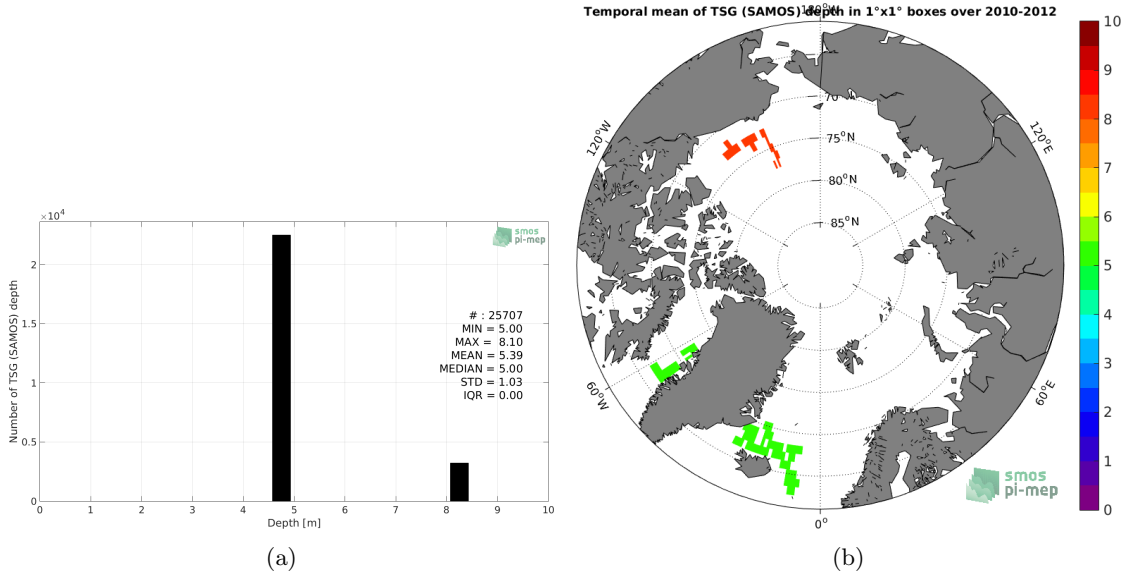 ×10⁴
2
1.5
1
0.5
0
Number of TSG (SAMOS) depth
0 1 2 3 4 5 6 7 8 9 10
Depth [m]
smos
pi-mep
# : 25707
MIN = 5.00
MAX = 8.10
MEAN = 5.39
MEDIAN = 5.00
STD = 1.03
IQR = 0.00
(a)
Temporal mean of TSG (SAMOS) depth in 1°x1° boxes over 2010-2012
180°W
120°W
120°E
60°W
60°E
0°
75°N
80°N
85°N
smos
pi-mep
10
9
8
7
6
5
4
3
2
1
0
(b)